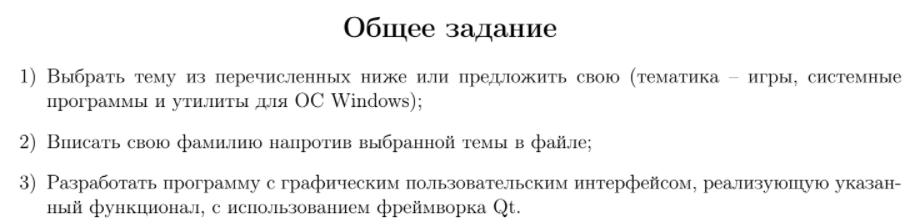 Общее задание
1) Выбрать тему из перечисленных ниже или предложить свою (тематика – игры, системные
программы и утилиты для ОС Windows);
2) Вписать свою фамилию напротив выбранной темы в файле;
3) Разработать программу с графическим пользовательским интерфейсом, реализующую указан-
ный функционал, с использованием фреймворка Qt.